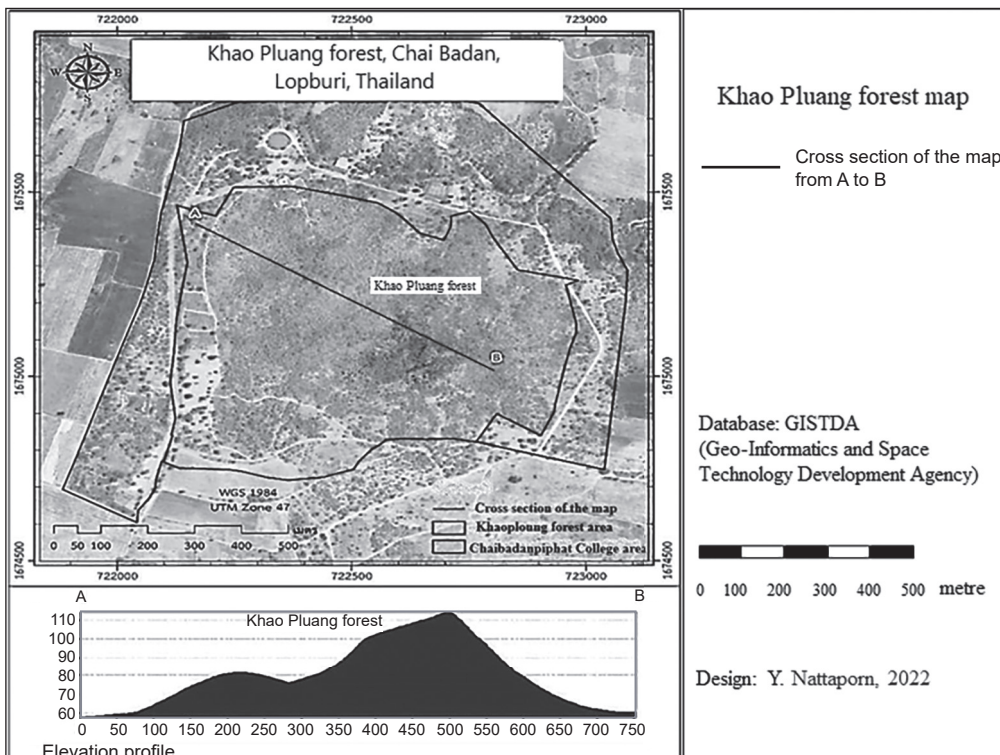 722000 722500 723000
N
W E
S
Khao Pluang forest, Chai Badan,
Lopburi, Thailand
1675500
1675500
A
Khao Pluang forest
B
1675000
1675000
WGS 1984
UTM Zone 47
0 50 100 200 300 400 500
Cross section of the map
Khaoploung forest area
Chaibadanpiphat College area
1674500
1674500
722000 722500 723000
Khao Pluang forest map
Cross section of the map
from A to B
Database: GISTDA
(Geo-Informatics and Space
Technology Development Agency)
0 100 200 300 400 500 metre
Design: Y. Nattaporn, 2022
A B
Khao Pluang forest
110
100
90
80
70
60
0 50 100 150 200 250 300 350 400 450 500 550 600 650 700 750
Elevation profile